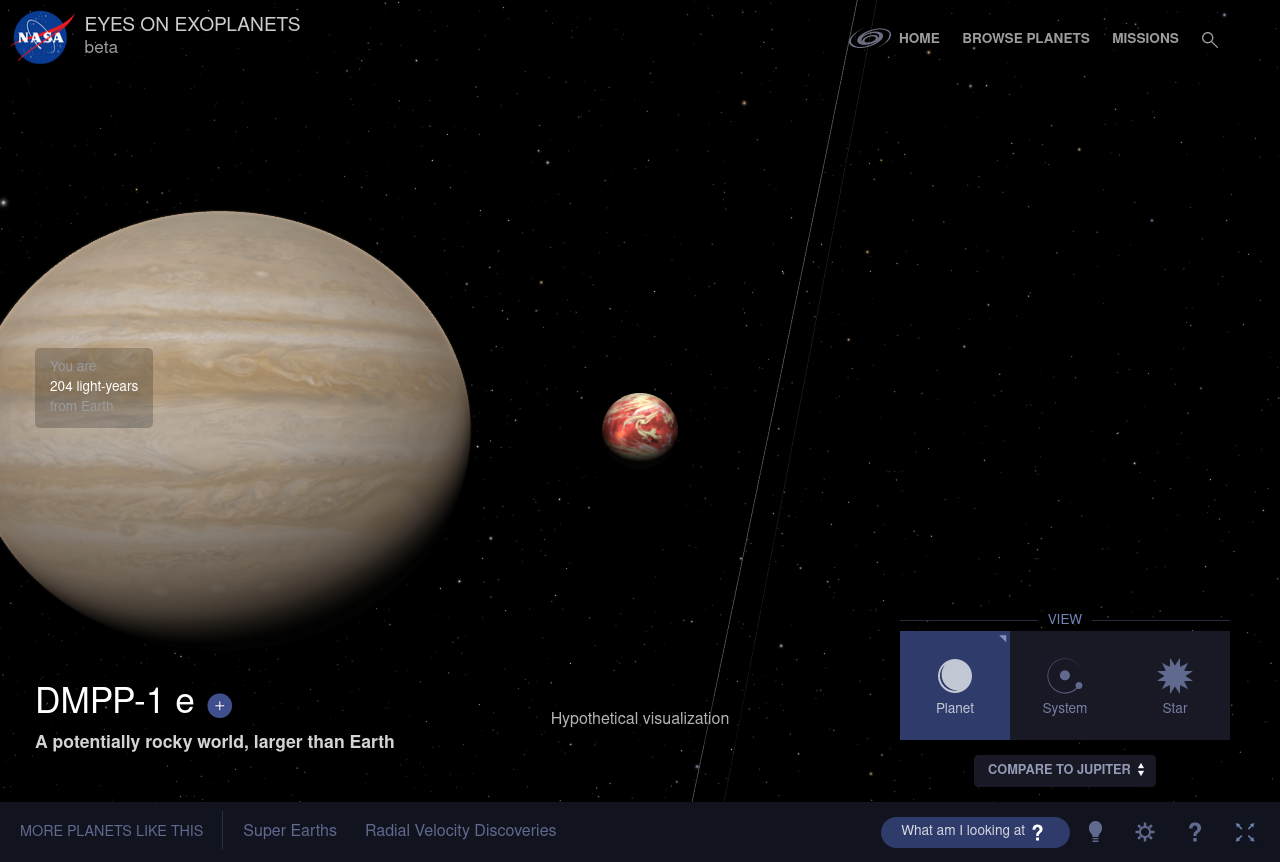 NASA
EYES ON EXOPLANETS
beta
HOME
BROWSE PLANETS
MISSIONS
You are
204 light-years
from Earth
DMPP-1 e +
A potentially rocky world, larger than Earth
Hypothetical visualization
VIEW
Planet
System
Star
COMPARE TO JUPITER
MORE PLANETS LIKE THIS
Super Earths
Radial Velocity Discoveries
What am I looking at ?
?